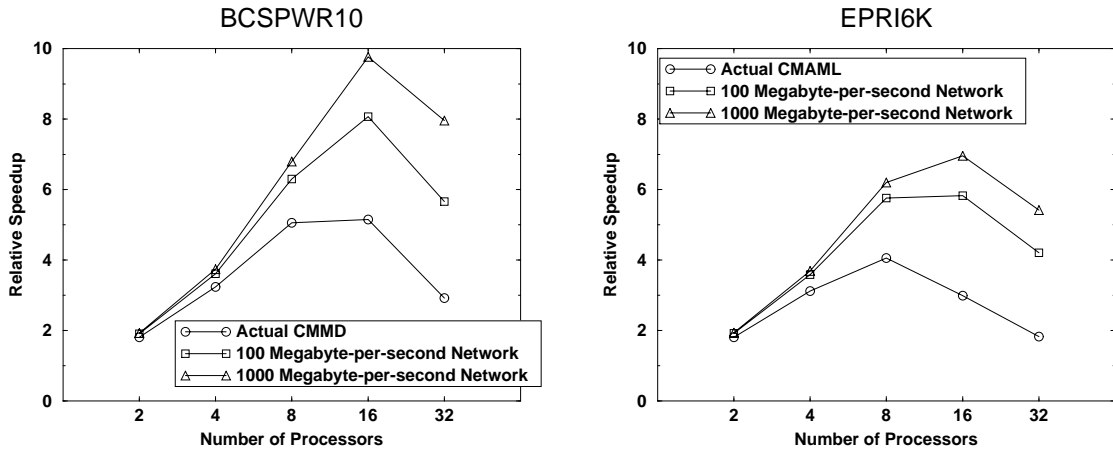 BCSPWR10
10
8
6
4
2
0
Relative Speedup
Actual CMMD
100 Megabyte-per-second Network
1000 Megabyte-per-second Network
2 4 8 16 32
Number of Processors
EPRI6K
10
8
6
4
2
0
Relative Speedup
Actual CMAML
100 Megabyte-per-second Network
1000 Megabyte-per-second Network
2 4 8 16 32
Number of Processors